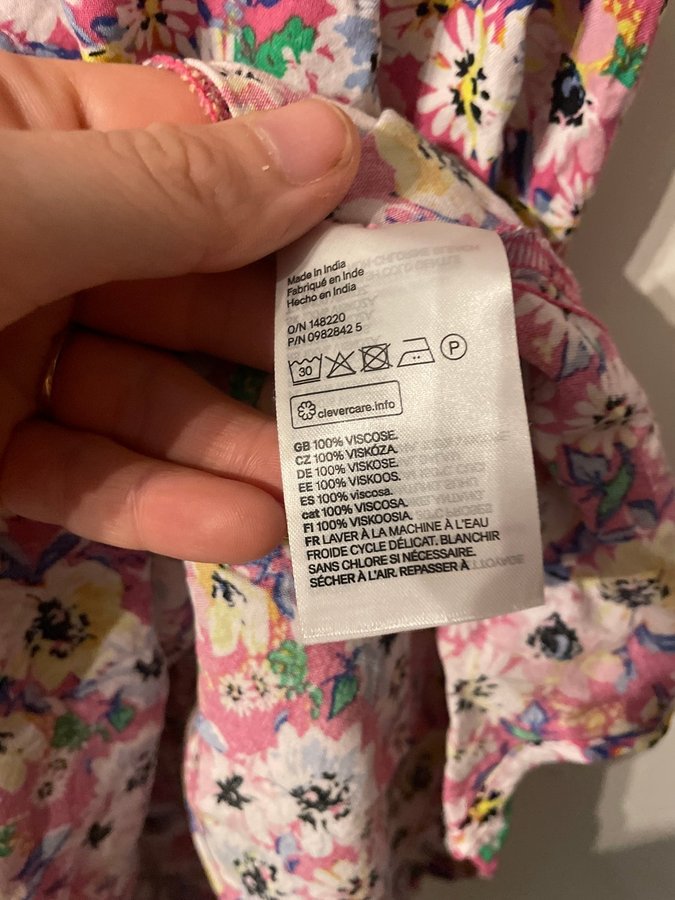 Made in India
Fabriqué en Inde
Hecho en India
O/N 148220
P/N 0982842 5
30
P
clevercare.info
GB 100% VISCOSE.
CZ 100% VISKÓZA.
DE 100% VISKOSE.
EE 100% VISKOOS.
ES 100% viscosa.
cat 100% VISCOSA.
FI 100% VISKOOSIA.
FR LAVER À LA MACHINE À L'EAU
FROIDE CYCLE DÉLICAT. BLANCHIR
SANS CHLORE SI NÉCESSAIRE.
SÉCHER À L'AIR. REPASSER À